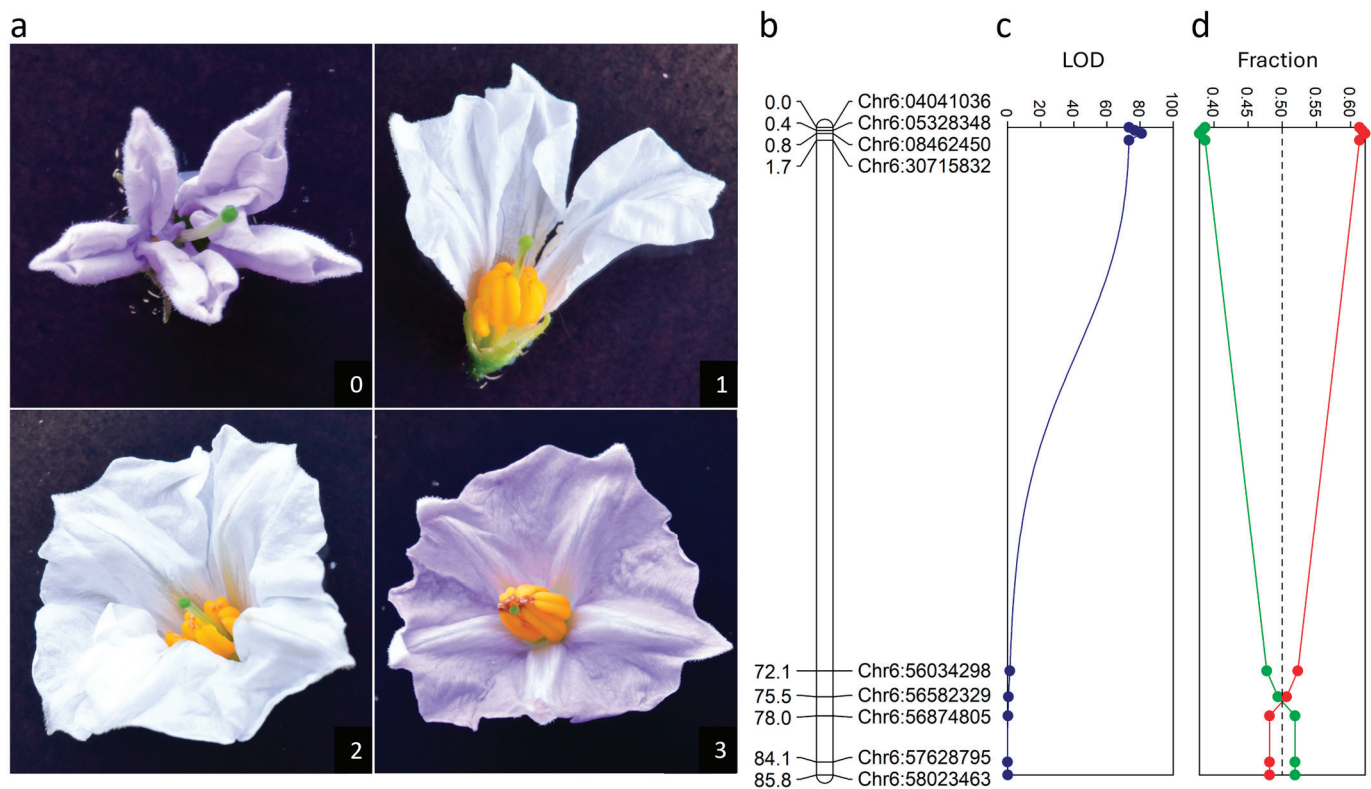 a
b
c
d
0
1
2
3
0.0 Chr6:04041036
0.4 Chr6:05328348
0.8 Chr6:08462450
1.7 Chr6:30715832
72.1 Chr6:56034298
75.5 Chr6:56582329
78.0 Chr6:56874805
84.1 Chr6:57628795
85.8 Chr6:58023463
LOD
0 20 40 60 80 100
Fraction
0.40 0.45 0.50 0.55 0.60